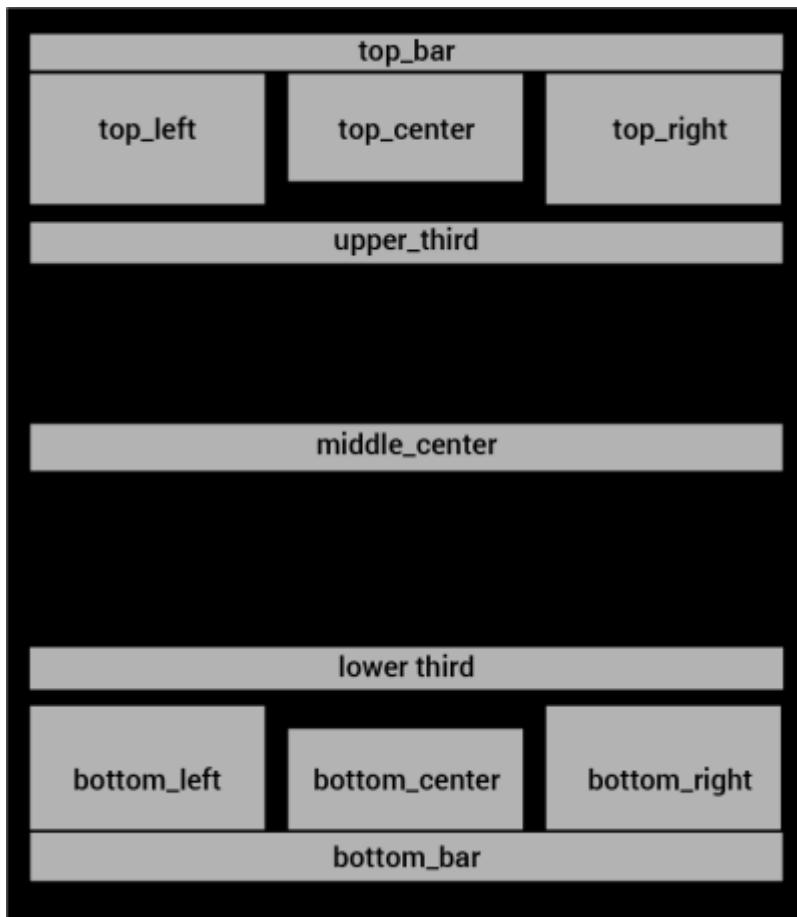 top_bar
top_left top_center top_right
upper_third
middle_center
lower third
bottom_left bottom_center bottom_right
bottom_bar